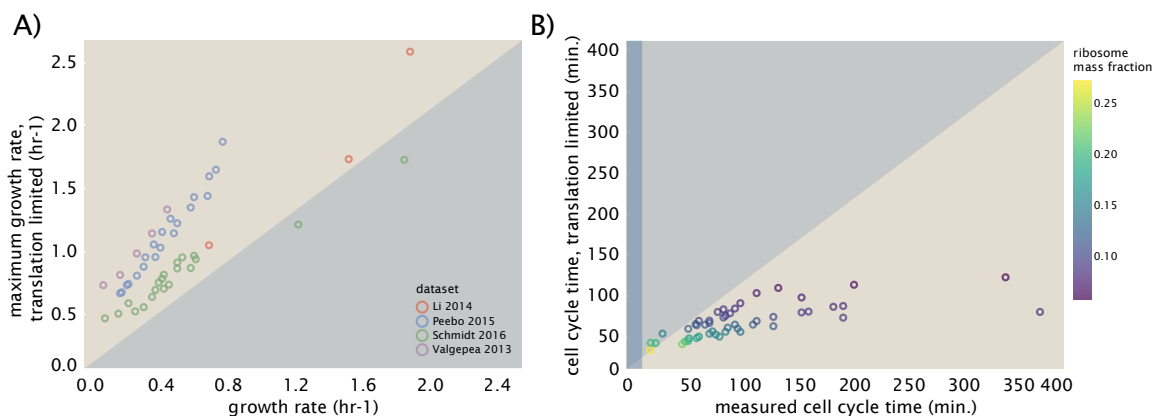 A)
maximum growth rate,
translation limited (hr-1)
2.5
2.0
1.5
1.0
0.5
0.0
0.0 0.4 0.8 1.2 1.6 2.0 2.4
growth rate (hr-1)
dataset
Li 2014
Peebo 2015
Schmidt 2016
Valgepea 2013
B)
cell cycle time, translation limited (min.)
400
350
300
250
200
150
100
50
0
0 50 100 150 200 250 300 350 400
measured cell cycle time (min.)
ribosome
mass fraction
0.25
0.20
0.15
0.10